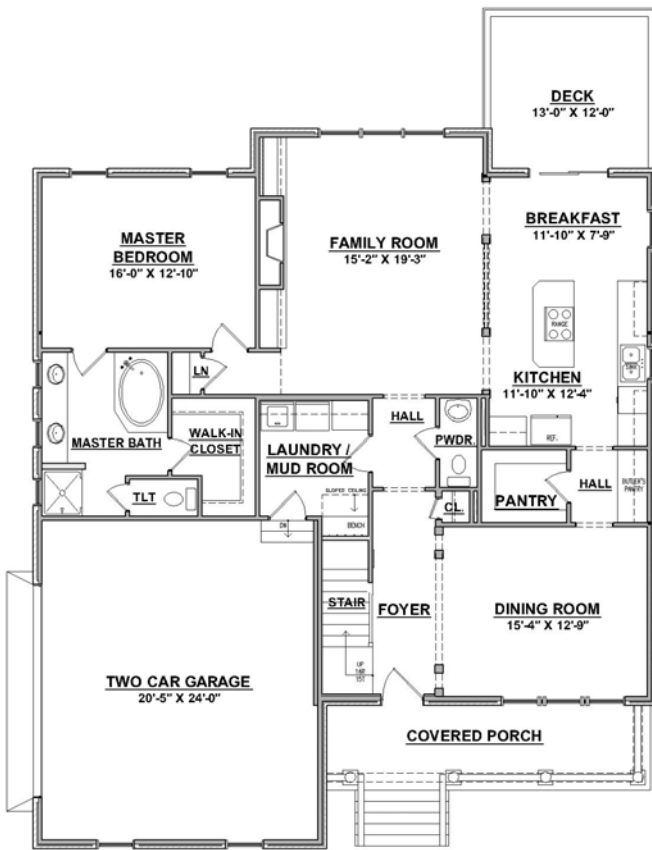 DECK
13'-0" X 12'-0"
MASTER
BEDROOM
16'-0" X 12'-10"
FAMILY ROOM
15'-2" X 19'-3"
BREAKFAST
11'-10" X 7'-9"
RANGE
SINK
LN
KITCHEN
11'-10" X 12'-4"
REF.
MASTER BATH
WALK-IN
CLOSET
LAUNDRY /
MUD ROOM
HALL
PWDR.
TLT
SLOPED CEILING
BENCH
CL.
PANTRY
HALL
BUTLER'S
PANTRY
DN
STAIR
FOYER
DINING ROOM
15'-4" X 12'-9"
UP
TWO CAR GARAGE
20'-5" X 24'-0"
COVERED PORCH